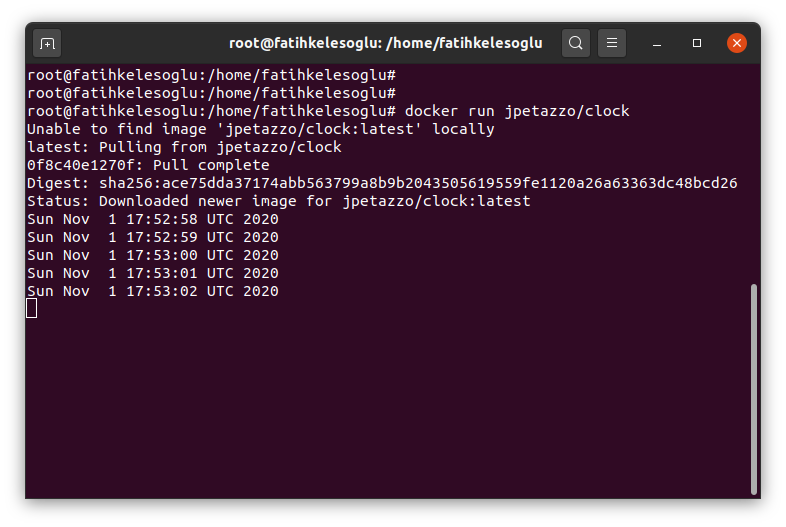 root@fatihkelesoglu: /home/fatihkelesoglu
root@fatihkelesoglu:/home/fatihkelesoglu#
root@fatihkelesoglu:/home/fatihkelesoglu#
root@fatihkelesoglu:/home/fatihkelesoglu# docker run jpetazzo/clock
Unable to find image 'jpetazzo/clock:latest' locally
latest: Pulling from jpetazzo/clock
0f8c40e1270f: Pull complete
Digest: sha256:ace75dda37174abb563799a8b9b2043505619559fe1120a26a63363dc48bcd26
Status: Downloaded newer image for jpetazzo/clock:latest
Sun Nov  1 17:52:58 UTC 2020
Sun Nov  1 17:52:59 UTC 2020
Sun Nov  1 17:53:00 UTC 2020
Sun Nov  1 17:53:01 UTC 2020
Sun Nov  1 17:53:02 UTC 2020